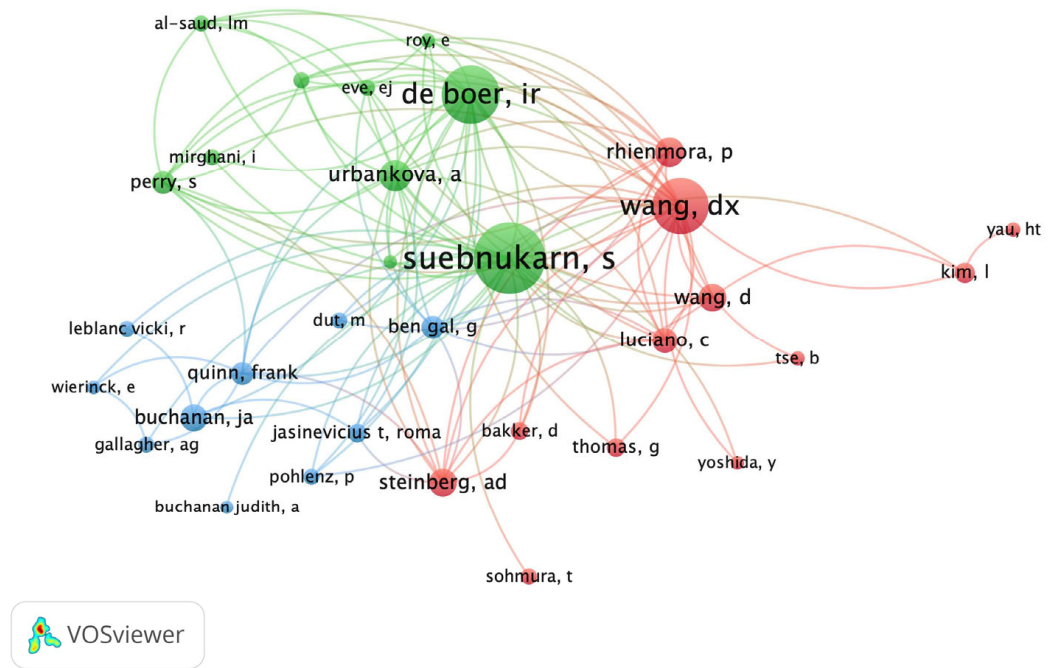 al-saud, lm
roy, e
eve, ej
de boer, ir
mirghani, i
perry, s
urbankova, a
rhienmora, p
wang, dx
yau, ht
suebnukarn, s
kim, l
wang, d
leblanc vicki, r
dut, m
ben gal, g
luciano, c
tse, b
wierinck, e
quinn, frank
buchanan, ja
gallagher, ag
jasinevicius t, roma
bakker, d
thomas, g
yoshida, y
pohlenz, p
steinberg, ad
buchanan judith, a
sohmura, t
VOSviewer